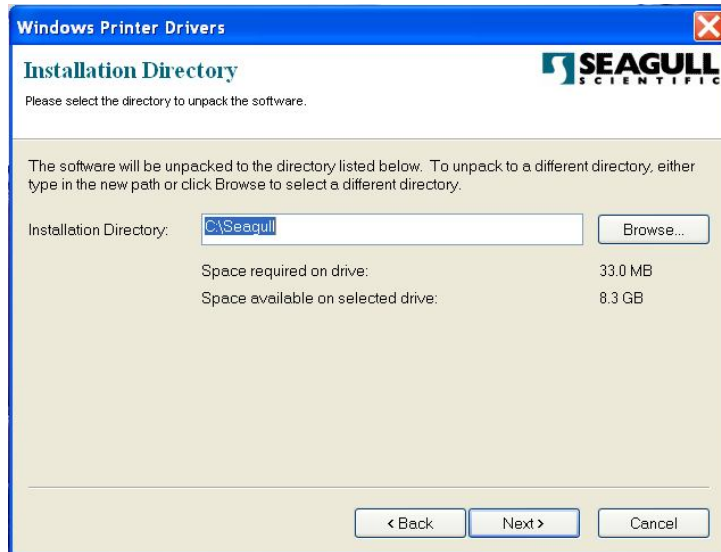 Windows Printer Drivers
Installation Directory
Please select the directory to unpack the software.
SEAGULL
SCIENTIFIC
The software will be unpacked to the directory listed below. To unpack to a different directory, either
type in the new path or click Browse to select a different directory.
Installation Directory: C:\Seagull Browse...
Space required on drive: 33.0 MB
Space available on selected drive: 8.3 GB
< Back Next > Cancel